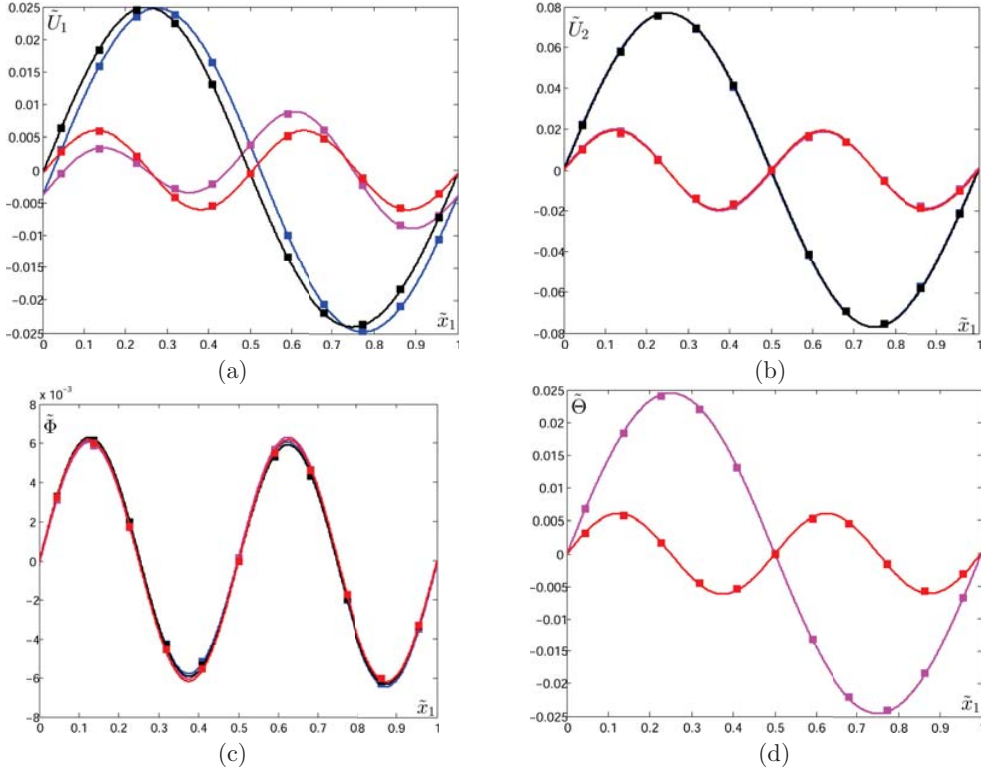 0.025 0.02 0.015 0.01 0.005 0 −0.005 −0.01 −0.015 −0.02 −0.025
Ũ₁
x̃₁
0 0.1 0.2 0.3 0.4 0.5 0.6 0.7 0.8 0.9 1
(a)
0.08 0.06 0.04 0.02 0 −0.02 −0.04 −0.06 −0.08
Ũ₂
x̃₁
0 0.1 0.2 0.3 0.4 0.5 0.6 0.7 0.8 0.9 1
(b)
x 10⁻³
8 6 4 2 0 −2 −4 −6 −8
Φ̃
x̃₁
0 0.1 0.2 0.3 0.4 0.5 0.6 0.7 0.8 0.9 1
(c)
0.025 0.02 0.015 0.01 0.005 0 −0.005 −0.01 −0.015 −0.02 −0.025
Θ̃
x̃₁
0 0.1 0.2 0.3 0.4 0.5 0.6 0.7 0.8 0.9 1
(d)